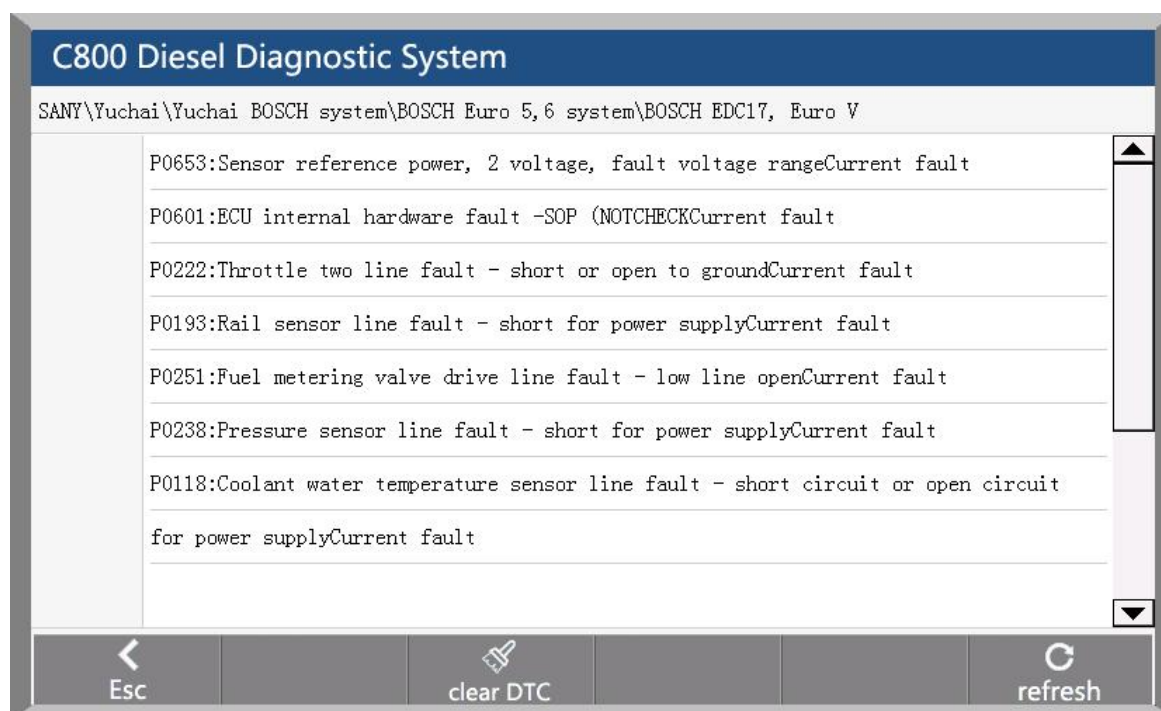 C800 Diesel Diagnostic System
SANY\Yuchai\Yuchai BOSCH system\BOSCH Euro 5,6 system\BOSCH EDC17, Euro V
P0653:Sensor reference power, 2 voltage, fault voltage rangeCurrent fault
P0601:ECU internal hardware fault -SOP (NOTCHECKCurrent fault
P0222:Throttle two line fault - short or open to groundCurrent fault
P0193:Rail sensor line fault - short for power supplyCurrent fault
P0251:Fuel metering valve drive line fault - low line openCurrent fault
P0238:Pressure sensor line fault - short for power supplyCurrent fault
P0118:Coolant water temperature sensor line fault - short circuit or open circuit
for power supplyCurrent fault
Esc clear DTC refresh